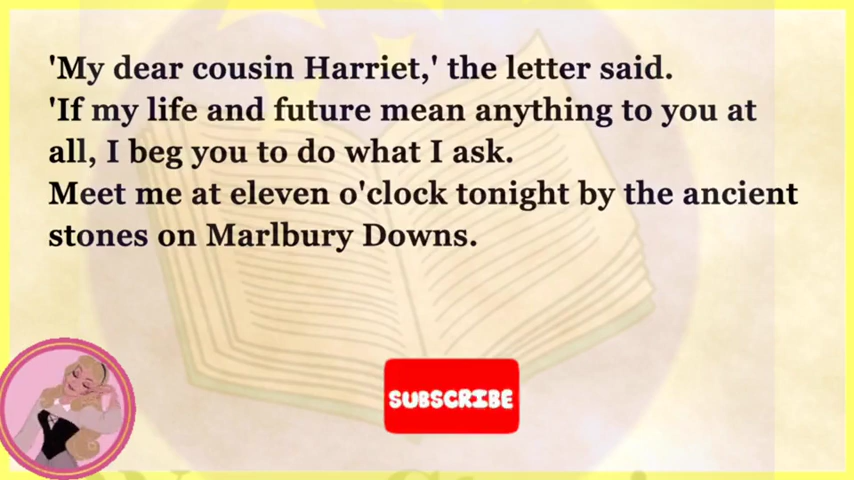 'My dear cousin Harriet,' the letter said.
'If my life and future mean anything to you at
all, I beg you to do what I ask.
Meet me at eleven o'clock tonight by the ancient
stones on Marlbury Downs.
SUBSCRIBE